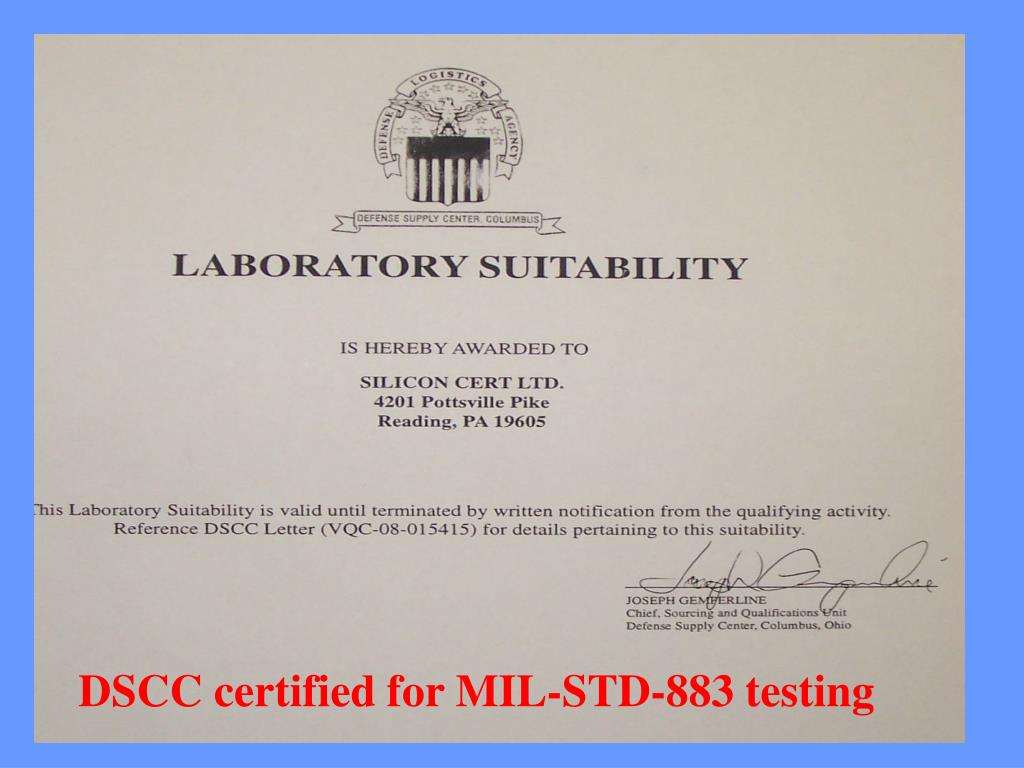 LOGISTICS
DEFENSE
AGENCY
DEFENSE SUPPLY CENTER, COLUMBUS
LABORATORY SUITABILITY
IS HEREBY AWARDED TO
SILICON CERT LTD.
4201 Pottsville Pike
Reading, PA 19605
This Laboratory Suitability is valid until terminated by written notification from the qualifying activity.
Reference DSCC Letter (VQC-08-015415) for details pertaining to this suitability.
JOSEPH GEMPERLINE
Chief, Sourcing and Qualifications Unit
Defense Supply Center, Columbus, Ohio
DSCC certified for MIL-STD-883 testing